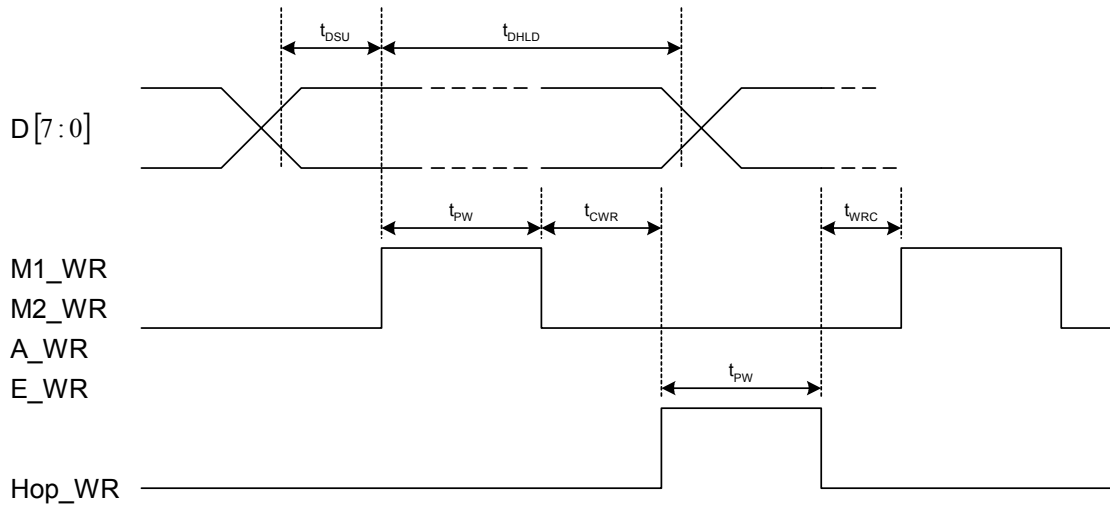 t_DSU
t_DHLD
D[7:0]
t_PW
t_CWR
t_WRC
M1_WR
M2_WR
A_WR
E_WR
t_PW
Hop_WR